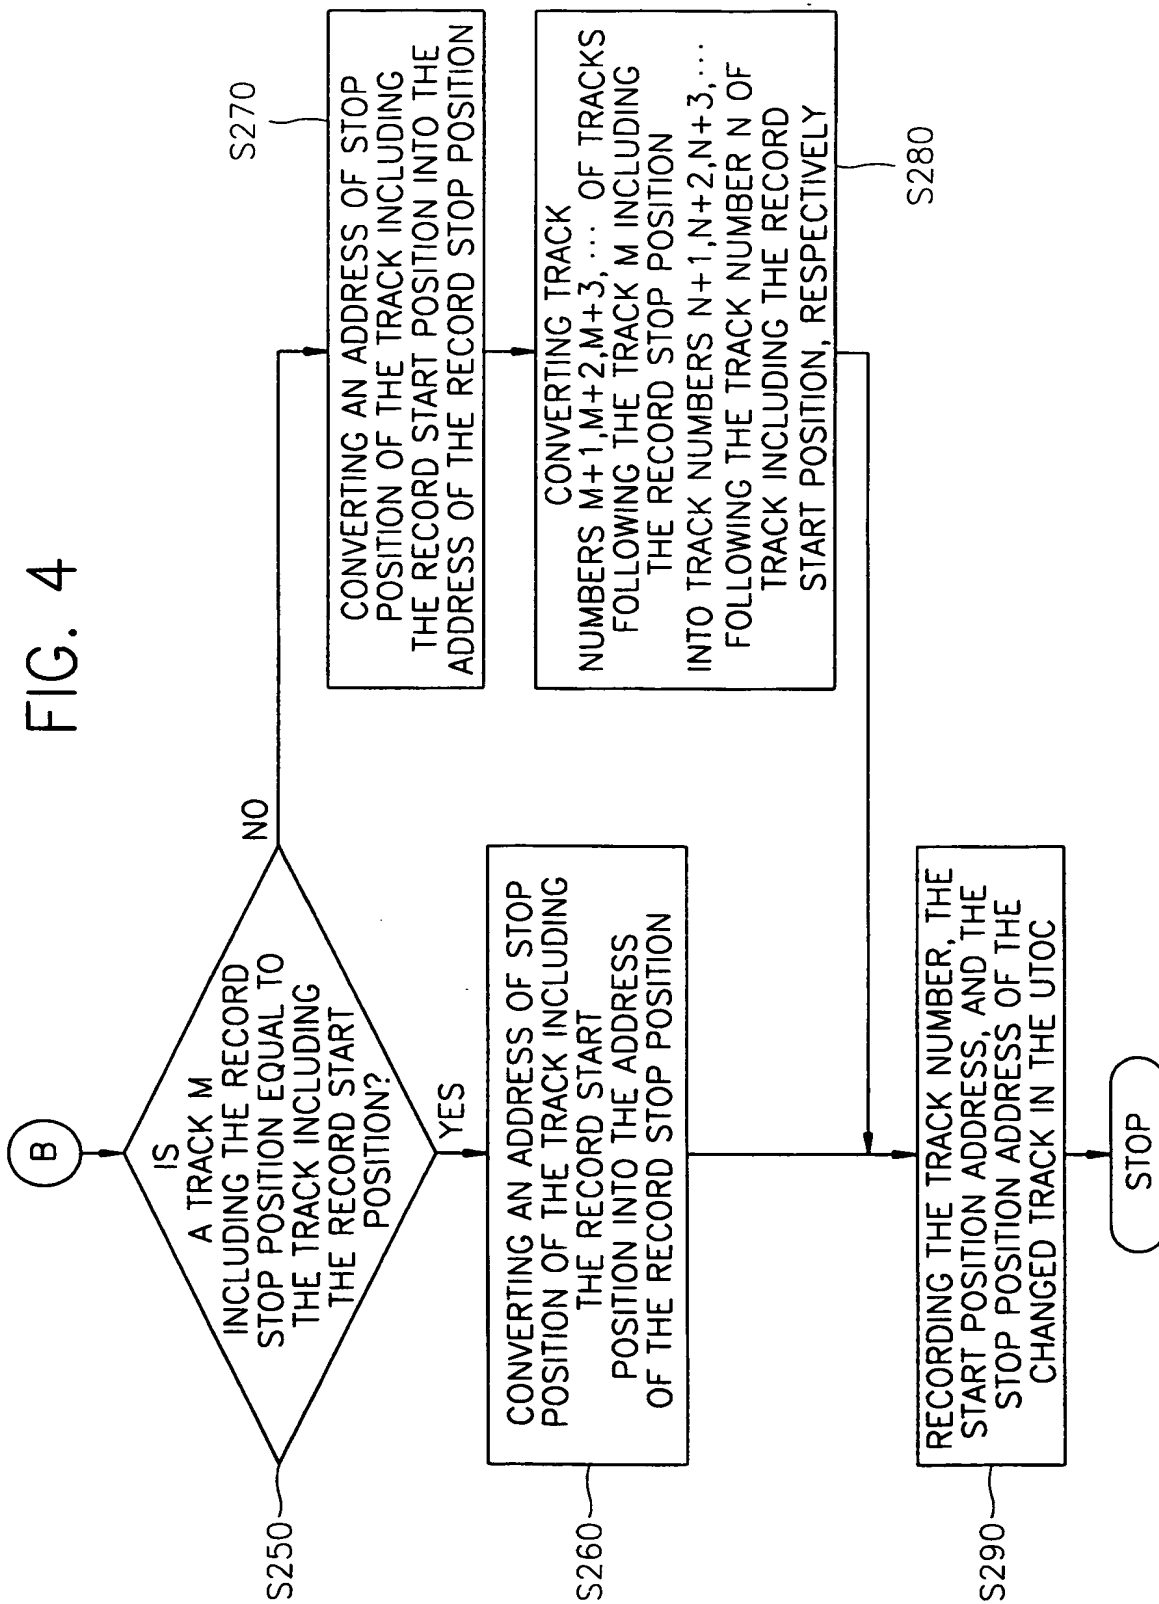 FIG. 4
B
IS
A TRACK M
INCLUDING THE RECORD
STOP POSITION EQUAL TO
THE TRACK INCLUDING
THE RECORD START
POSITION?
S250
NO
YES
CONVERTING AN ADDRESS OF STOP
POSITION OF THE TRACK INCLUDING
THE RECORD START
POSITION INTO THE ADDRESS
OF THE RECORD STOP POSITION
S260
CONVERTING AN ADDRESS OF STOP
POSITION OF THE TRACK INCLUDING
THE RECORD START POSITION INTO THE
ADDRESS OF THE RECORD STOP POSITION
S270
CONVERTING TRACK
NUMBERS M+1,M+2,M+3, ··· OF TRACKS
FOLLOWING THE TRACK M INCLUDING
THE RECORD STOP POSITION
INTO TRACK NUMBERS N+1,N+2,N+3, ···
FOLLOWING THE TRACK NUMBER N OF
TRACK INCLUDING THE RECORD
START POSITION, RESPECTIVELY
S280
RECORDING THE TRACK NUMBER, THE
START POSITION ADDRESS, AND THE
STOP POSITION ADDRESS OF THE
CHANGED TRACK IN THE UTOC
S290
STOP